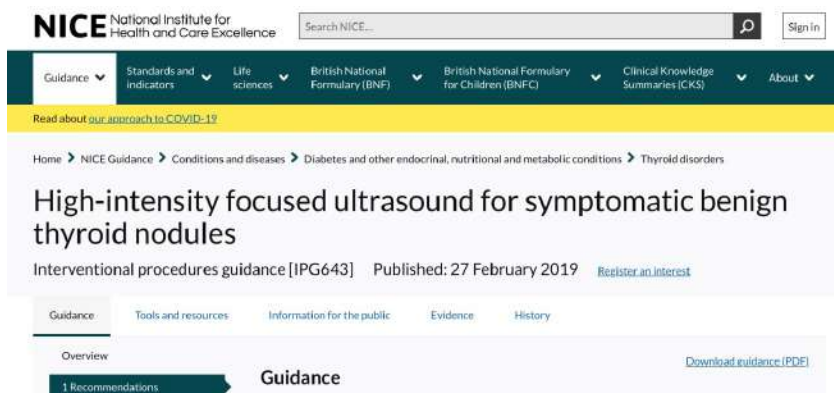 NICE National Institute for
Health and Care Excellence
Search NICE...
Sign in
Guidance
Standards and
indicators
Life
sciences
British National
Formulary (BNF)
British National Formulary
for Children (BNFC)
Clinical Knowledge
Summaries (CKS)
About
Read about our approach to COVID-19
Home > NICE Guidance > Conditions and diseases > Diabetes and other endocrinal, nutritional and metabolic conditions > Thyroid disorders
High-intensity focused ultrasound for symptomatic benign
thyroid nodules
Interventional procedures guidance [IPG643] Published: 27 February 2019 Register an interest
Guidance Tools and resources Information for the public Evidence History
Overview
Download guidance (PDF)
1 Recommendations
Guidance